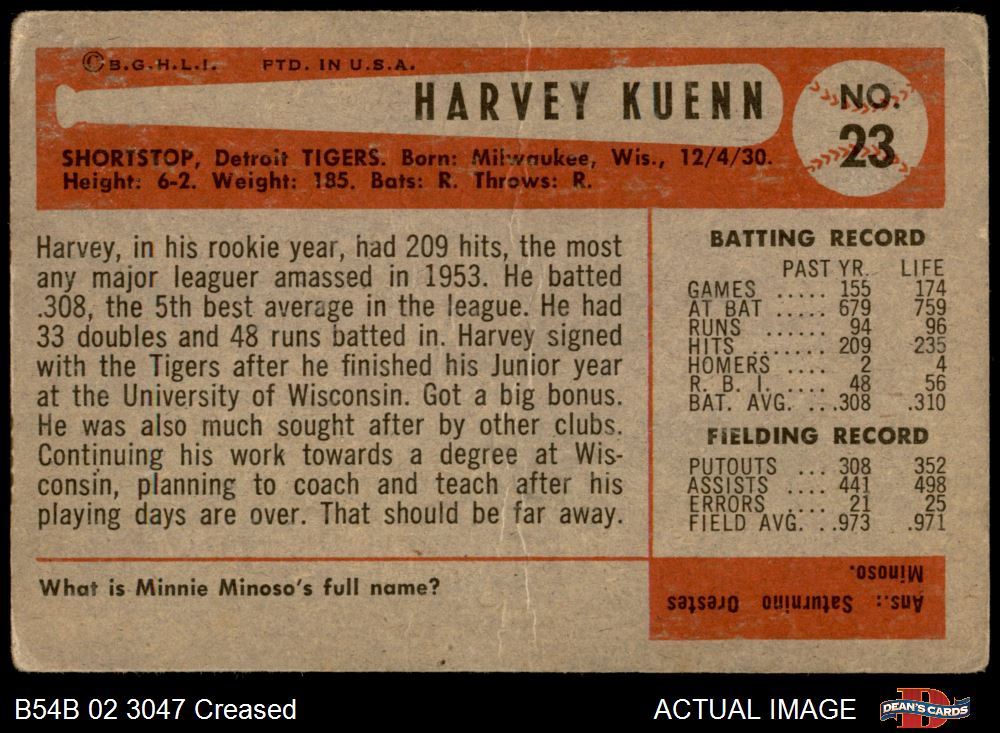 ©B.G.H.L.I. PTD. IN U.S.A.
HARVEY KUENN
NO.
23
SHORTSTOP, Detroit TIGERS. Born: Milwaukee, Wis., 12/4/30.
Height: 6-2. Weight: 185. Bats: R. Throws: R.
Harvey, in his rookie year, had 209 hits, the most
any major leaguer amassed in 1953. He batted
.308, the 5th best average in the league. He had
33 doubles and 48 runs batted in. Harvey signed
with the Tigers after he finished his Junior year
at the University of Wisconsin. Got a big bonus.
He was also much sought after by other clubs.
Continuing his work towards a degree at Wis-
consin, planning to coach and teach after his
playing days are over. That should be far away.
BATTING RECORD
PAST YR. LIFE
GAMES ..... 155 174
AT BAT ..... 679 759
RUNS ...... 94 96
HITS ....... 209 235
HOMERS .... 2 4
R. B. I. .... 48 56
BAT. AVG. ...308 .310
FIELDING RECORD
PUTOUTS ... 308 352
ASSISTS .... 441 498
ERRORS .... 21 25
FIELD AVG. ..973 .971
What is Minnie Minoso's full name?
Ans.: Saturnino Orestes
Minoso.
B54B 02 3047 Creased
ACTUAL IMAGE
D
DEAN'S CARDS